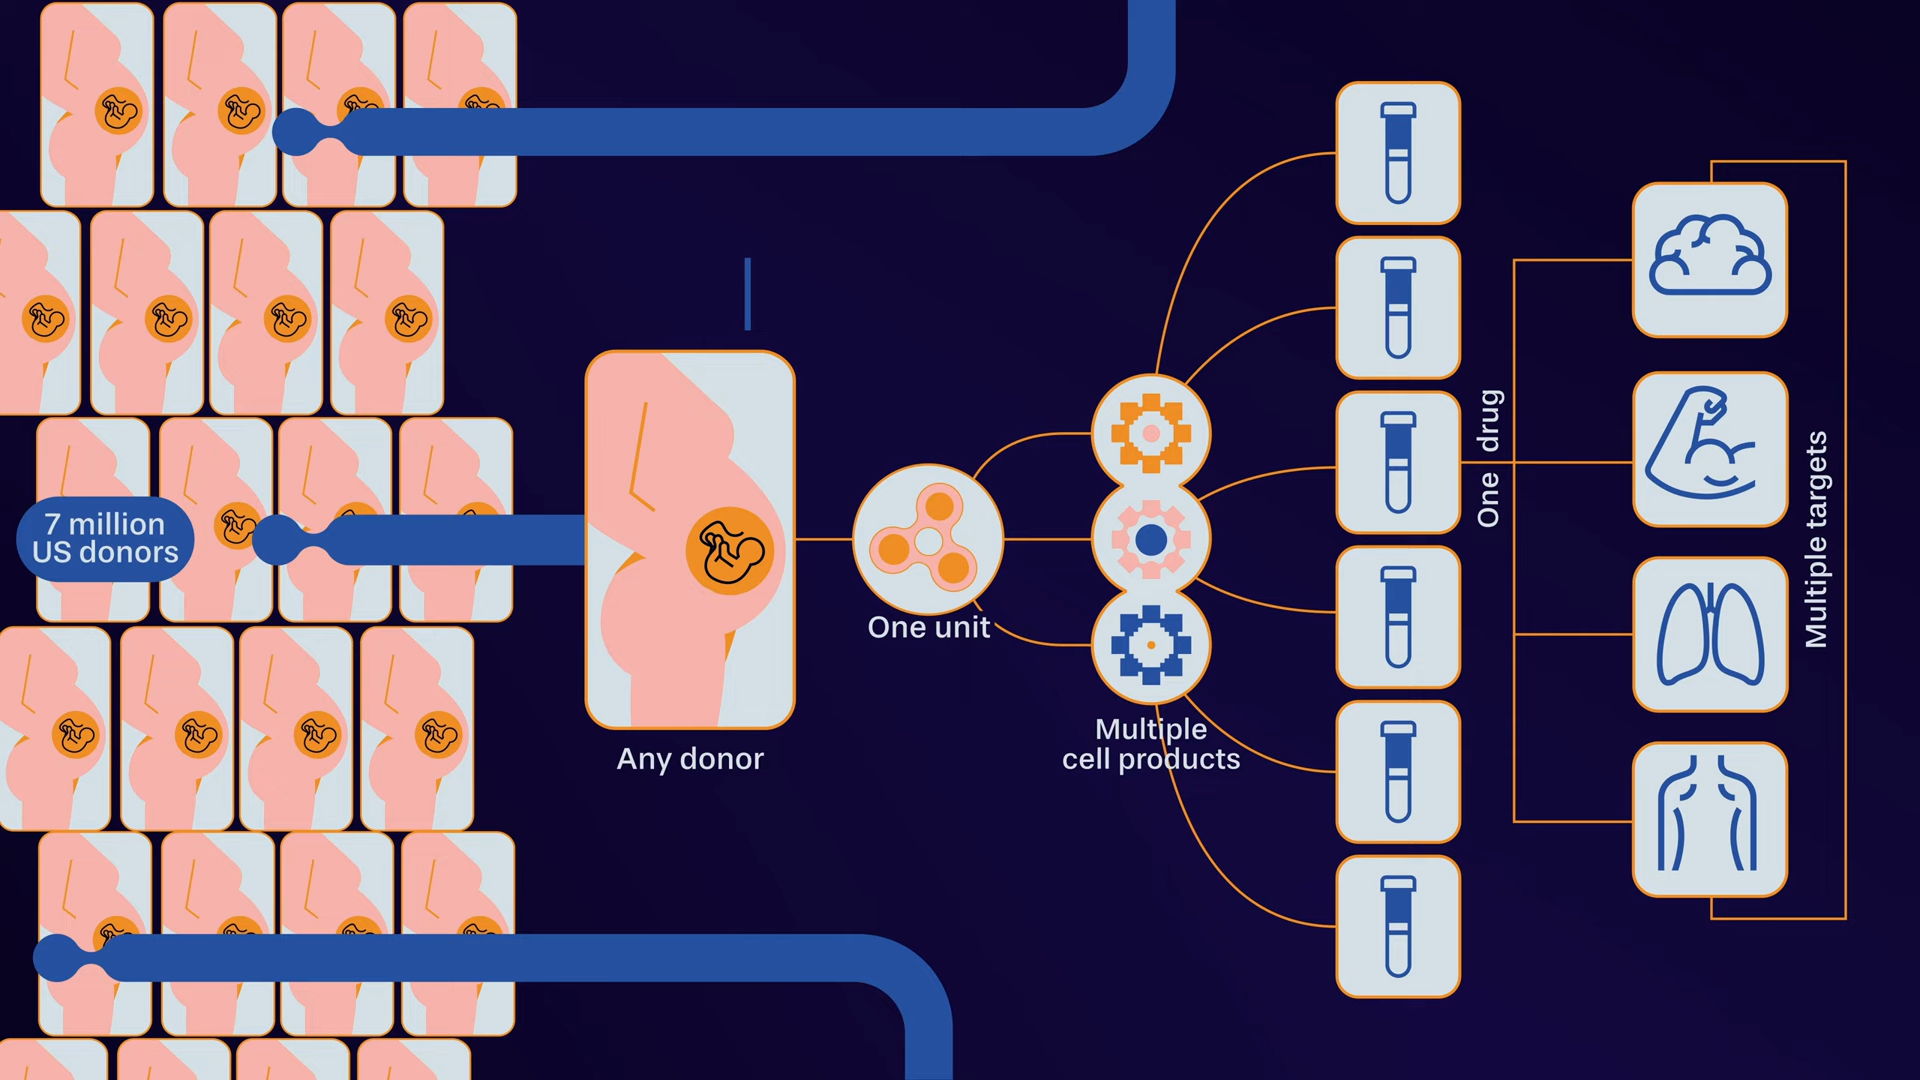 7 million
US donors
Any donor
One unit
Multiple
cell products
One drug
Multiple targets